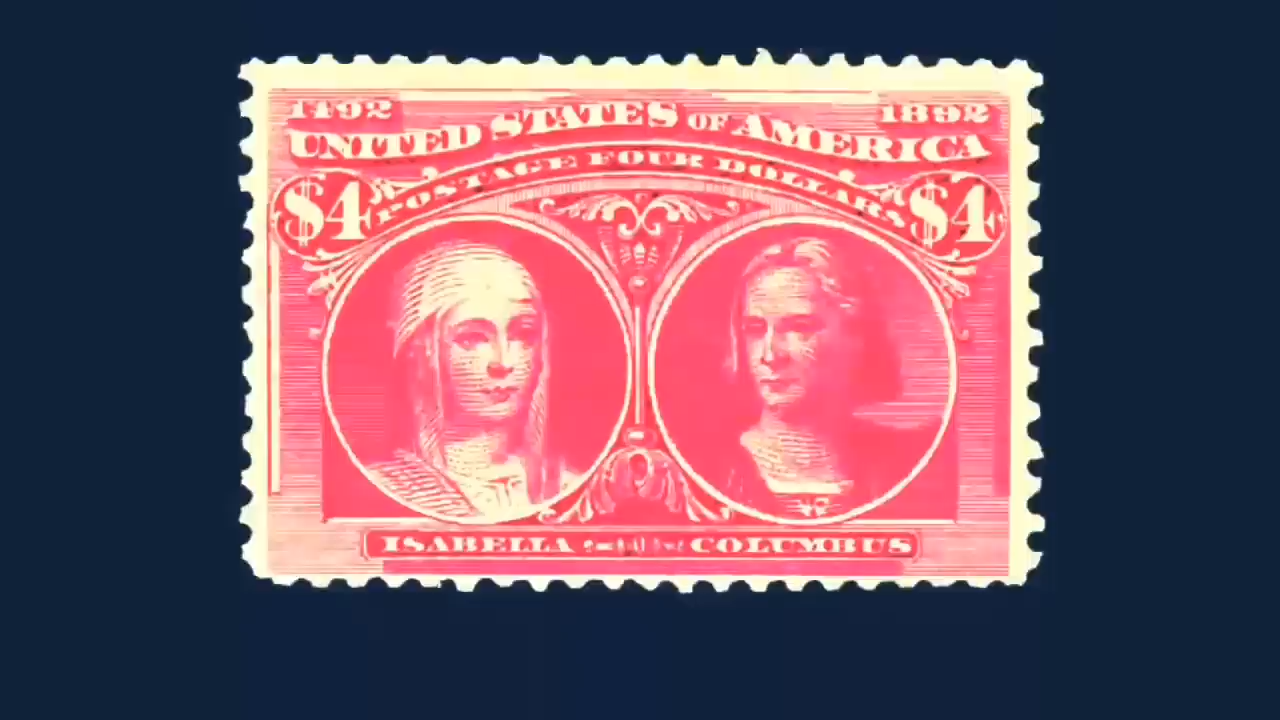 1492 1892
UNITED STATES OF AMERICA
POSTAGE FOUR DOLLARS
$4 $4
ISABELLA COLUMBUS